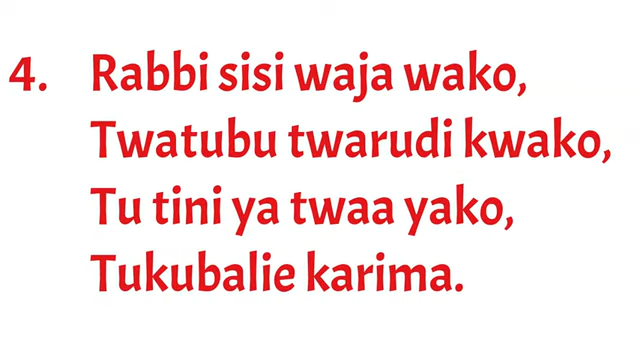 4. Rabbi sisi waja wako,
Twatubu twarudi kwako,
Tu tini ya twaa yako,
Tukubalie karima.